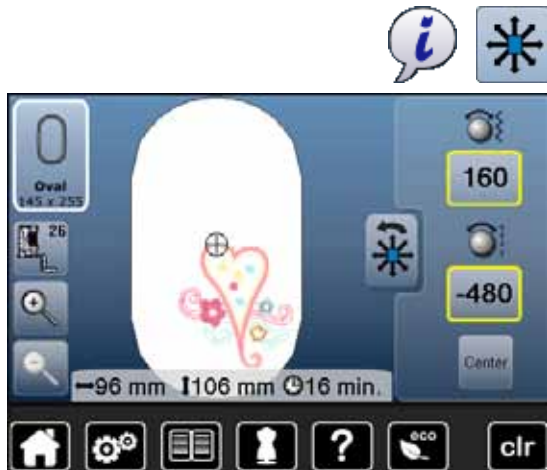 i
Oval
145 x 255
26
160
-480
Center
96 mm 106 mm 16 min.
? eco clr